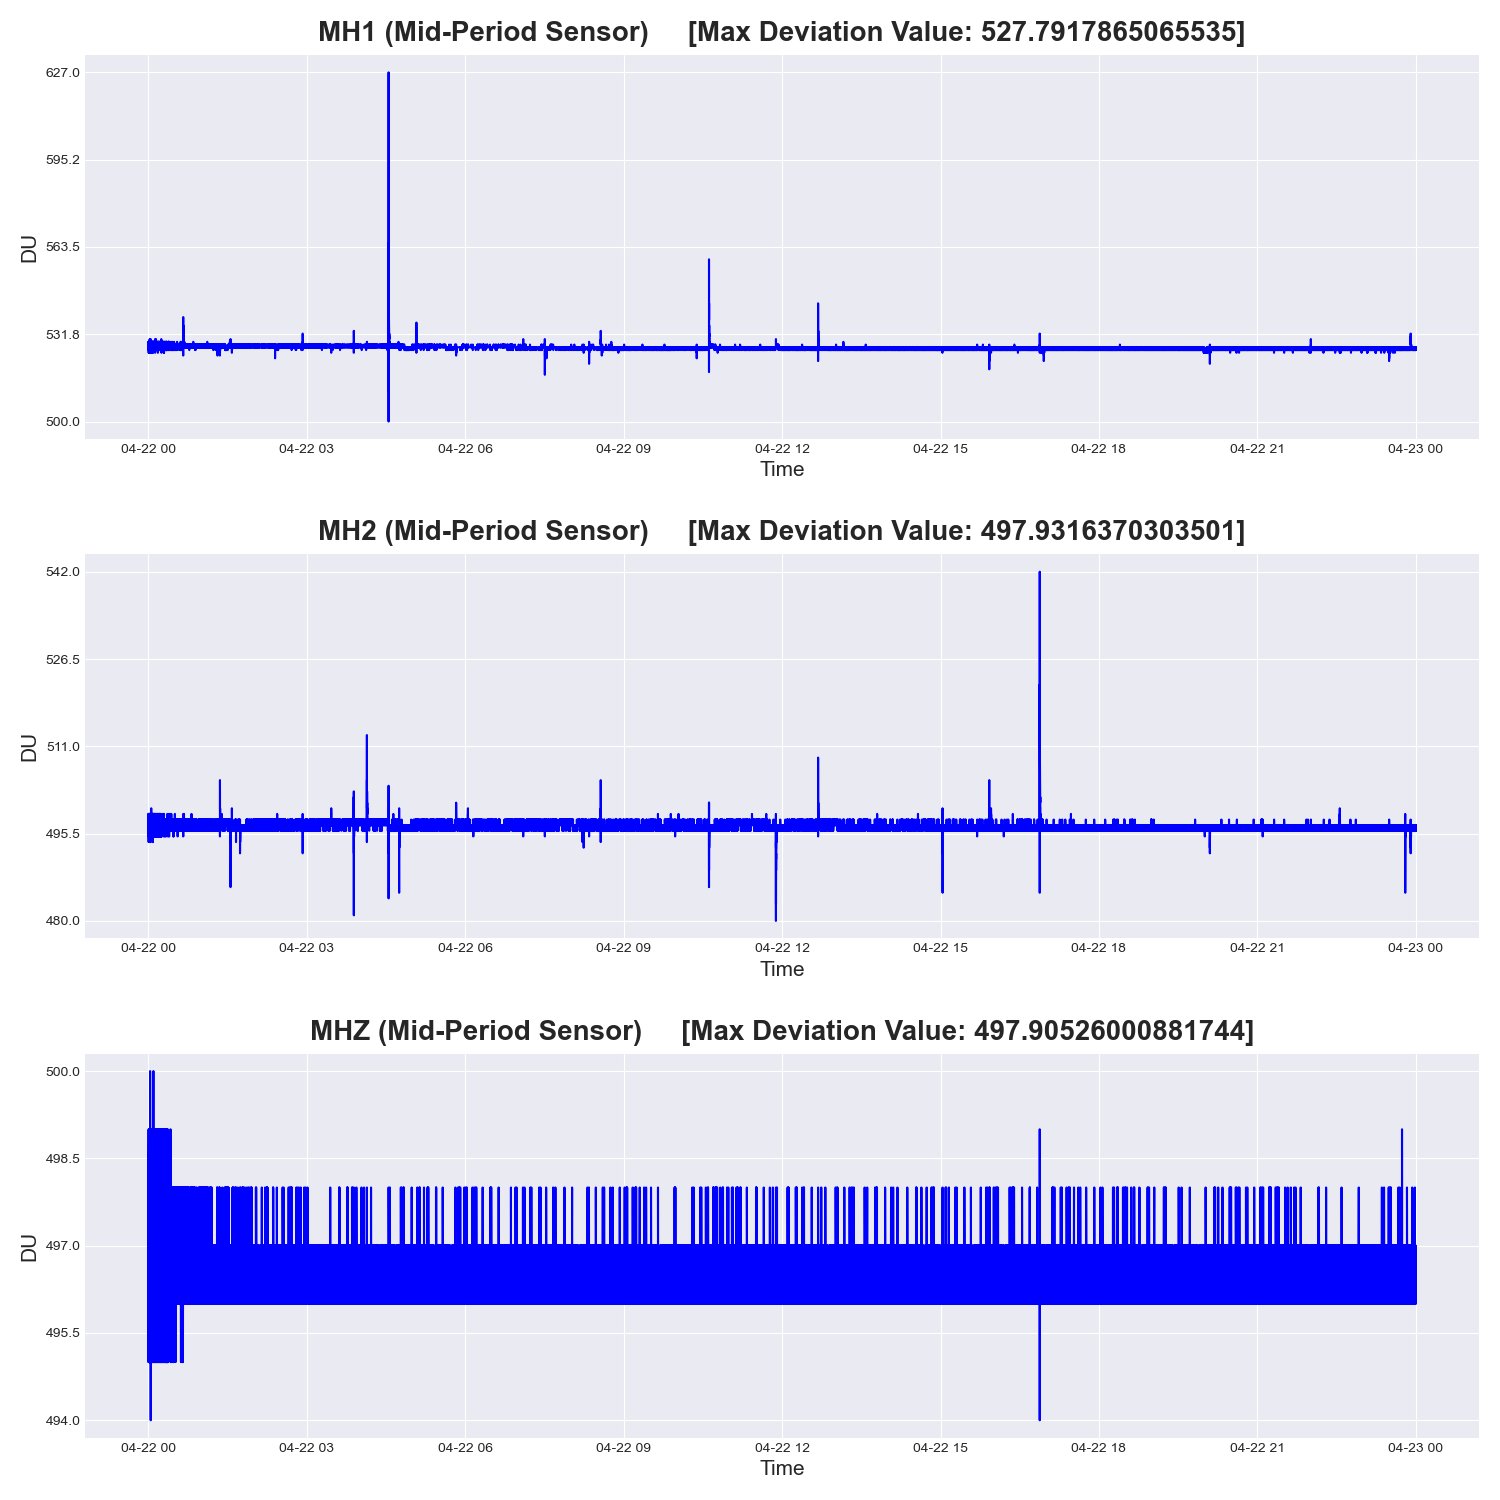 MH1 (Mid-Period Sensor) [Max Deviation Value: 527.7917865065535]
627.0
595.2
563.5
531.8
500.0
DU
04-22 00 04-22 03 04-22 06 04-22 09 04-22 12 04-22 15 04-22 18 04-22 21 04-23 00
Time
MH2 (Mid-Period Sensor) [Max Deviation Value: 497.9316370303501]
542.0
526.5
511.0
495.5
480.0
DU
04-22 00 04-22 03 04-22 06 04-22 09 04-22 12 04-22 15 04-22 18 04-22 21 04-23 00
Time
MHZ (Mid-Period Sensor) [Max Deviation Value: 497.90526000881744]
500.0
498.5
497.0
495.5
494.0
DU
04-22 00 04-22 03 04-22 06 04-22 09 04-22 12 04-22 15 04-22 18 04-22 21 04-23 00
Time